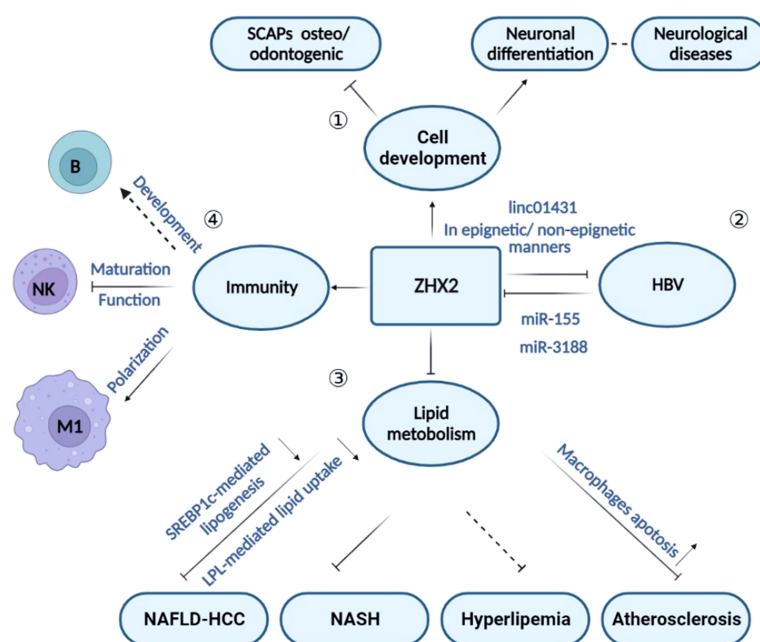 SCAPs osteo/
odontogenic
Neuronal
differentiation
Neurological
diseases
①
Cell
development
B
Development
④
linc01431
In epignetic/ non-epignetic
manners
②
NK
Maturation
Function
Immunity
ZHX2
HBV
miR-155
miR-3188
Polarization
M1
③
Lipid
metobolism
SREBP1c-mediated
lipogenesis
LPL-mediated lipid uptake
Macrophages apotosis
NAFLD-HCC
NASH
Hyperlipemia
Atherosclerosis